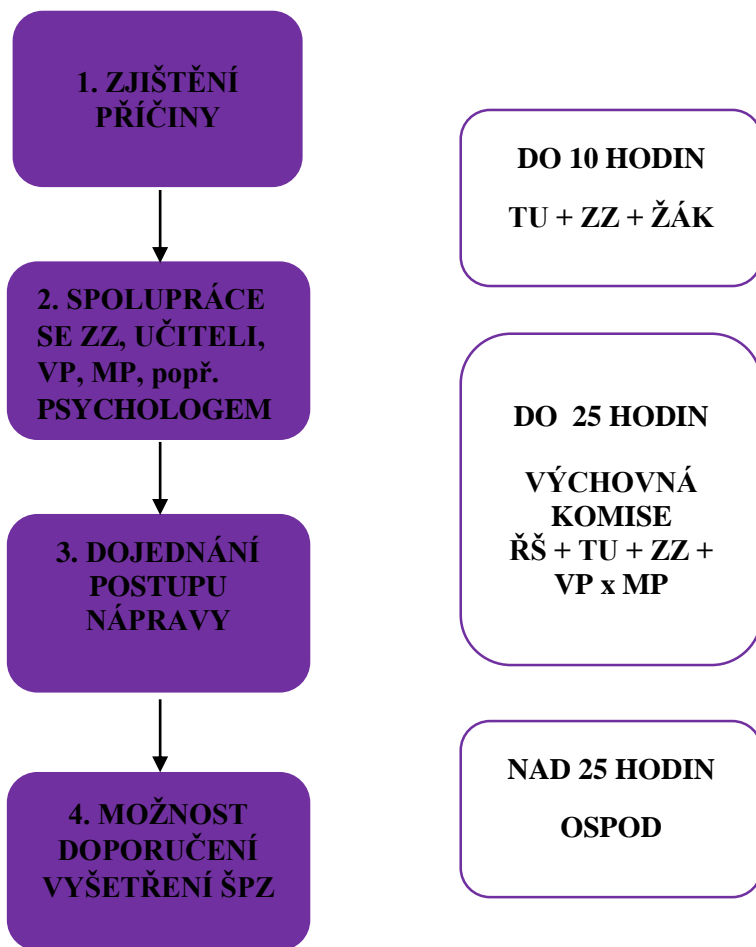 1. ZJIŠTĚNÍ
PŘÍČINY
2. SPOLUPRÁCE
SE ZZ, UČITELI,
VP, MP, popř.
PSYCHOLOGEM
3. DOJEDNÁNÍ
POSTUPU
NÁPRAVY
4. MOŽNOST
DOPORUČENÍ
VYŠETŘENÍ ŠPZ
DO 10 HODIN
TU + ZZ + ŽÁK
DO 25 HODIN
VÝCHOVNÁ
KOMISE
ŘŠ + TU + ZZ +
VP x MP
NAD 25 HODIN
OSPOD